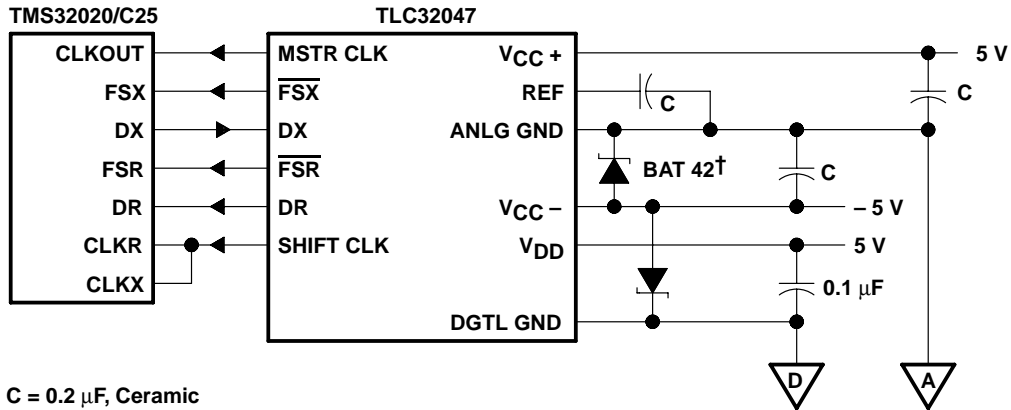 TMS32020/C25 TLC32047
CLKOUT MSTR CLK VCC + 5 V
FSX FSX REF C C
DX DX ANLG GND
FSR FSR BAT 42† C
DR DR VCC – – 5 V
CLKR SHIFT CLK VDD 5 V
CLKX 0.1 μF
DGTL GND
D A
C = 0.2 μF, Ceramic